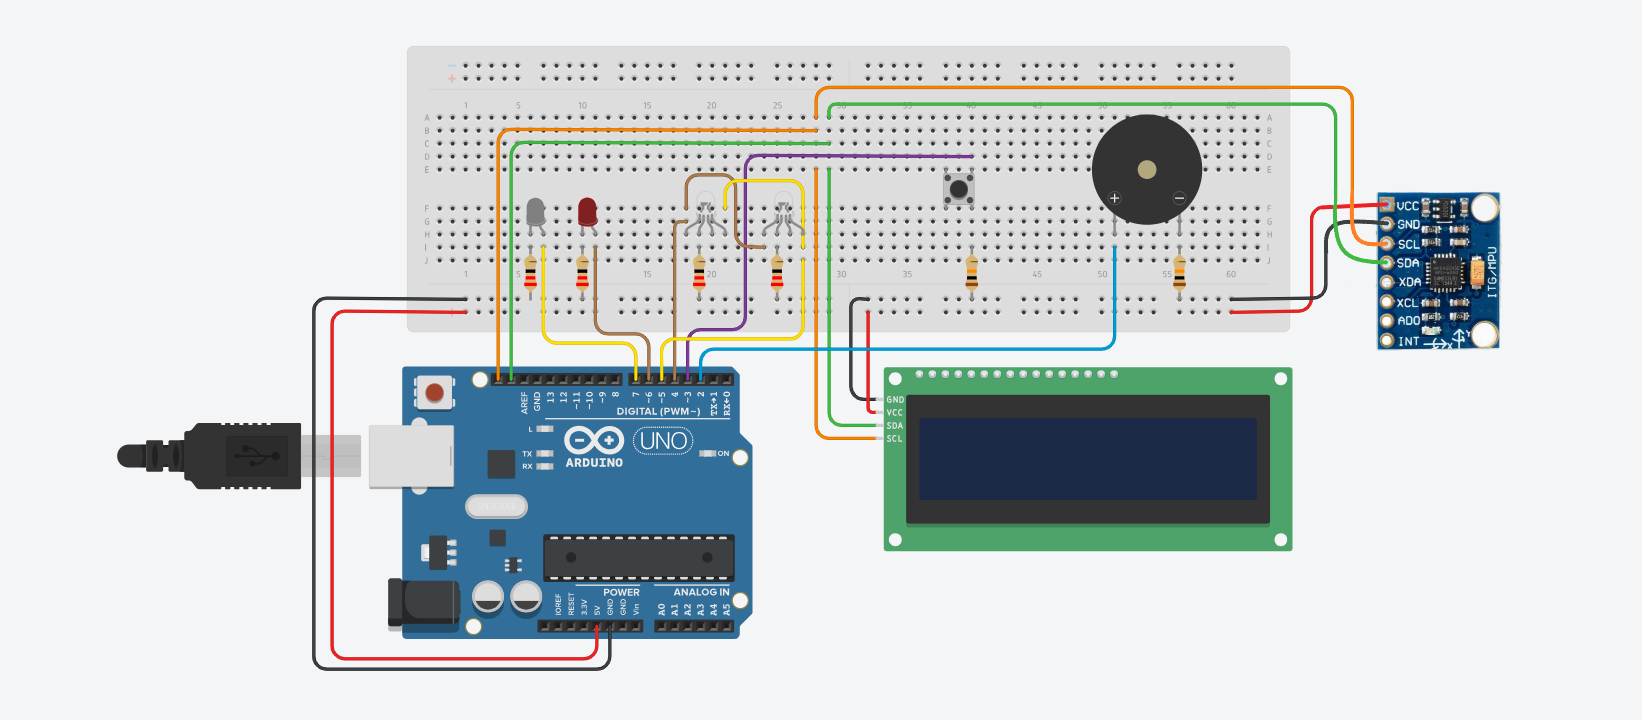 − 
+
1 5 10 15 20 25 30 35 40 45 50 55 60
A A
B B
C C
D D
E E
F F
G G
H H
I I
J J
1 5 10 15 20 25 30 35 40 45 50 55 60
+ −
VCC
GND
SCL
SDA
XDA
XCL
ADO
INT
ITG/MPU
X Y
AREF GND 13 12 ~11 ~10 ~9 8 7 ~6 ~5 4 ~3 2 TX→1 RX←0
DIGITAL (PWM~)
L
TX
RX
ARDUINO
UNO
ON
POWER
ANALOG IN
IOREF RESET 3.3V 5V GND GND Vin A0 A1 A2 A3 A4 A5
GND
VCC
SDA
SCL